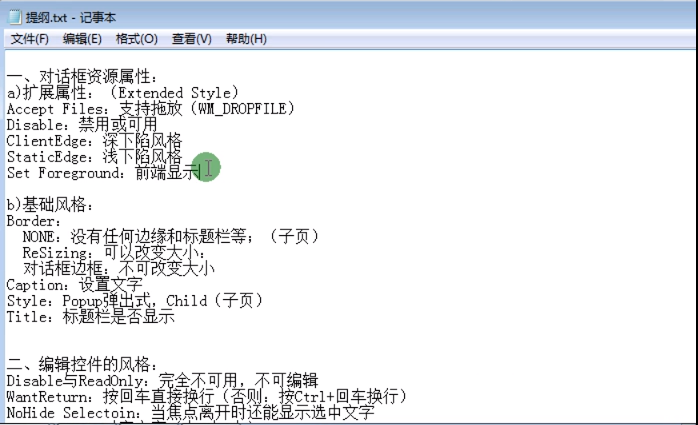 提纲.txt - 记事本
文件(F) 编辑(E) 格式(O) 查看(V) 帮助(H)
一、对话框资源属性：
a)扩展属性：（Extended Style）
Accept Files：支持拖放（WM_DROPFILE）
Disable：禁用或可用
ClientEdge：深下陷风格
StaticEdge：浅下陷风格
Set Foreground：前端显示
b)基础风格：
Border：
NONE：没有任何边缘和标题栏等；（子页）
ReSizing：可以改变大小；
对话框边框：不可改变大小
Caption：设置文字
Style：Popup弹出式，Child（子页）
Title：标题栏是否显示
二、编辑控件的风格：
Disable与ReadOnly：完全不可用，不可编辑
WantReturn：按回车直接换行（否则：按Ctrl+回车换行）
NoHide Selectoin：当焦点离开时还能显示选中文字